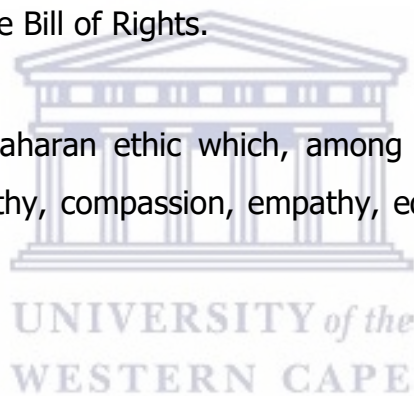 e Bill of Rights.
aharan ethic which, among
thy, compassion, empathy, ec
UNIVERSITY of the
WESTERN CAPE